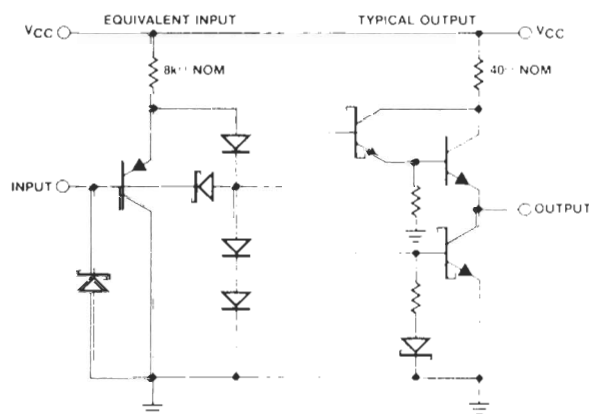 EQUIVALENT INPUT
TYPICAL OUTPUT
VCC
VCC
8k NOM
40 NOM
INPUT
OUTPUT